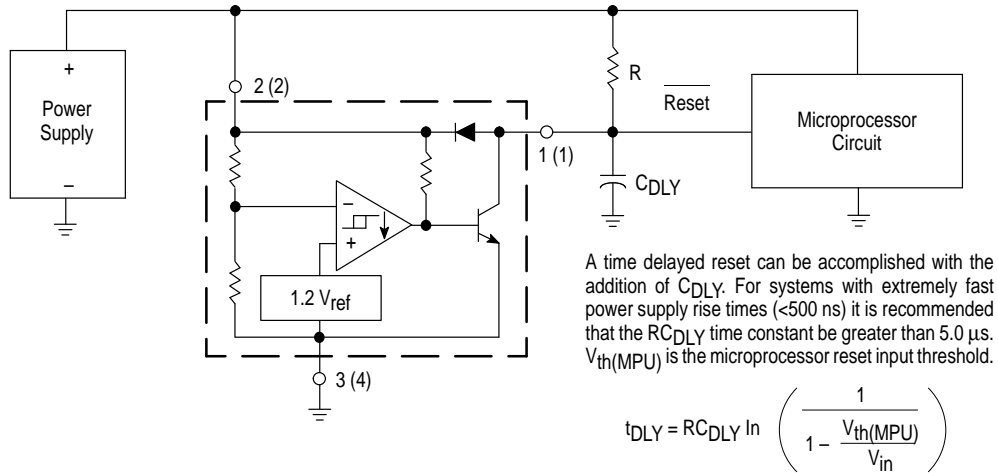 +
Power
Supply
−
2 (2)
R
Reset
1 (1)
Microprocessor
Circuit
CDLY
−
+
1.2 Vref
3 (4)
A time delayed reset can be accomplished with the
addition of CDLY. For systems with extremely fast
power supply rise times (<500 ns) it is recommended
that the RCDLY time constant be greater than 5.0 μs.
Vth(MPU) is the microprocessor reset input threshold.
tDLY = RCDLY In ( 1
1 − Vth(MPU)
Vin )